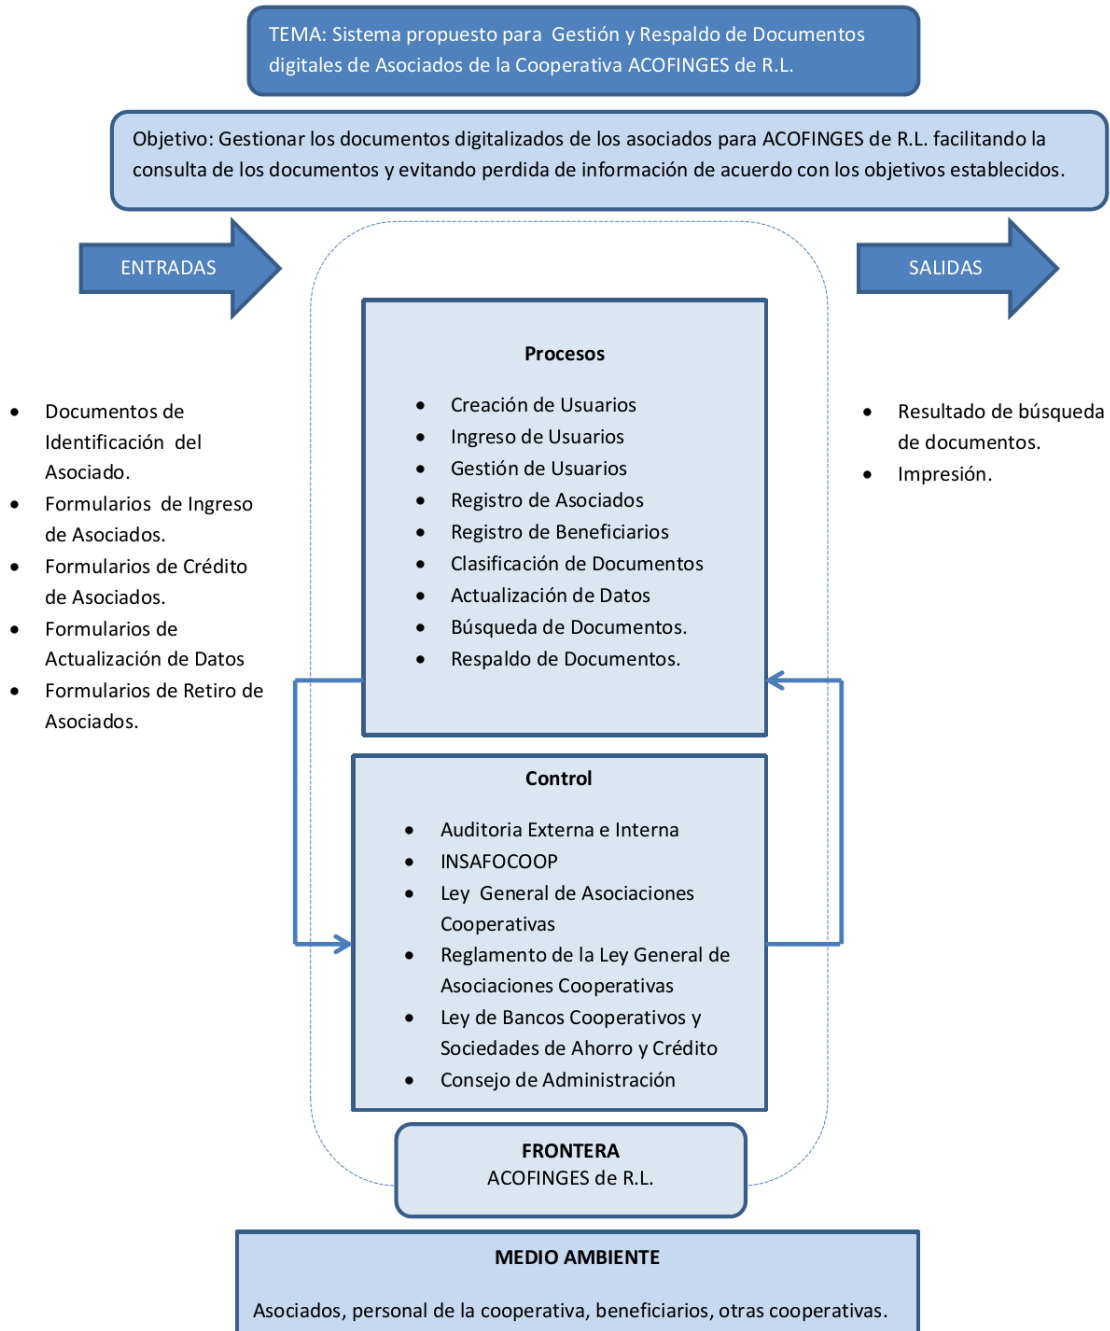 TEMA: Sistema propuesto para  Gestión y Respaldo de Documentos
digitales de Asociados de la Cooperativa ACOFINGES de R.L.
Objetivo: Gestionar los documentos digitalizados de los asociados para ACOFINGES de R.L. facilitando la
consulta de los documentos y evitando perdida de información de acuerdo con los objetivos establecidos.
ENTRADAS
SALIDAS
• Documentos de
Identificación  del
Asociado.
• Formularios  de Ingreso
de Asociados.
• Formularios de Crédito
de Asociados.
• Formularios de
Actualización de Datos
• Formularios de Retiro de
Asociados.
Procesos
• Creación de Usuarios
• Ingreso de Usuarios
• Gestión de Usuarios
• Registro de Asociados
• Registro de Beneficiarios
• Clasificación de Documentos
• Actualización de Datos
• Búsqueda de Documentos.
• Respaldo de Documentos.
• Resultado de búsqueda
de documentos.
• Impresión.
Control
• Auditoria Externa e Interna
• INSAFOCOOP
• Ley  General de Asociaciones
Cooperativas
• Reglamento de la Ley General de
Asociaciones Cooperativas
• Ley de Bancos Cooperativos y
Sociedades de Ahorro y Crédito
• Consejo de Administración
FRONTERA
ACOFINGES de R.L.
MEDIO AMBIENTE
Asociados, personal de la cooperativa, beneficiarios, otras cooperativas.